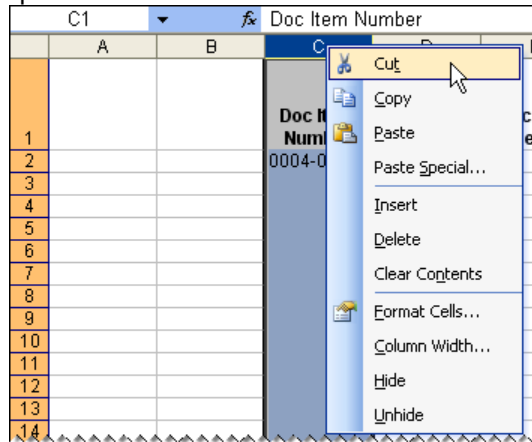 C1 fx Doc Item Number
A B C
1
Doc
Num
2 0004-0
3
4
5
6
7
8
9
10
11
12
13
14
Cut
Copy
Paste
Paste Special...
Insert
Delete
Clear Contents
Format Cells...
Column Width...
Hide
Unhide